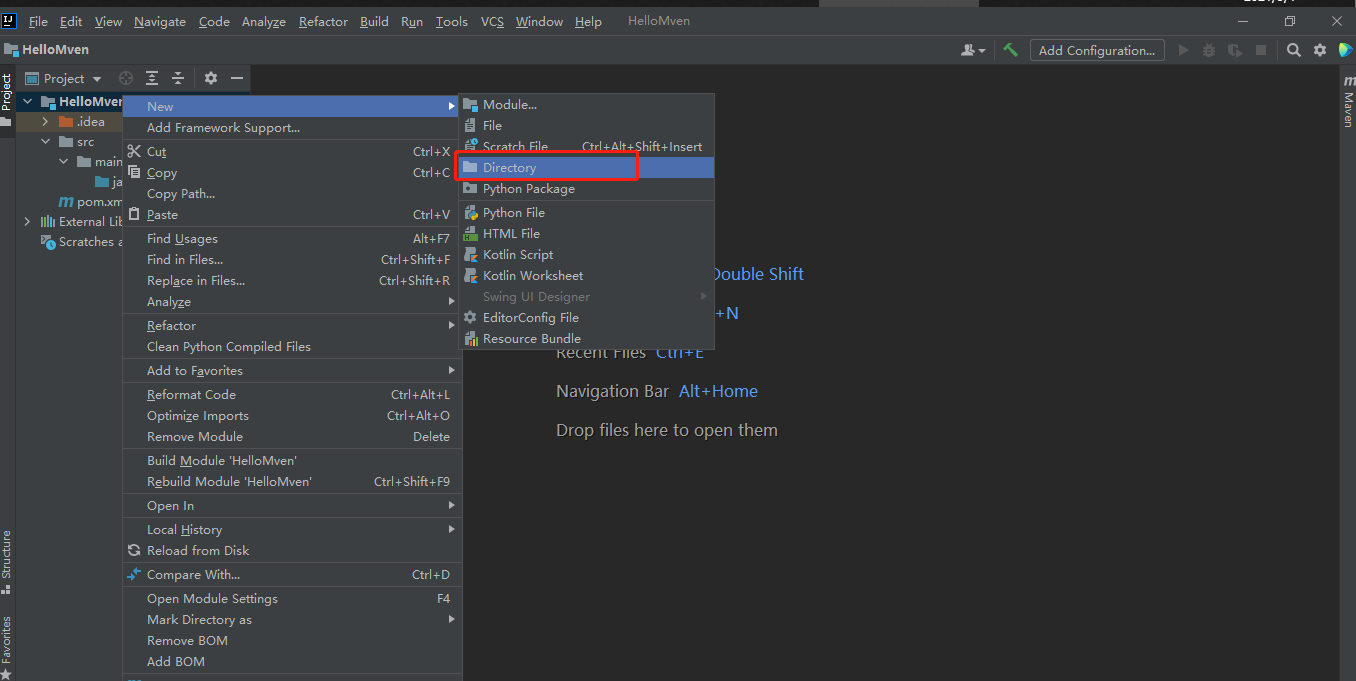 File Edit View Navigate Code Analyze Refactor Build Run Tools VCS Window Help HelloMven
HelloMven
Add Configuration...
Project
Project
HelloMven
.idea
src
main
ja
pom.xm
External Lib
Scratches a
New
Add Framework Support...
Cut Ctrl+X
Copy Ctrl+C
Copy Path...
Paste Ctrl+V
Find Usages Alt+F7
Find in Files... Ctrl+Shift+F
Replace in Files... Ctrl+Shift+R
Analyze
Refactor
Clean Python Compiled Files
Add to Favorites
Reformat Code Ctrl+Alt+L
Optimize Imports Ctrl+Alt+O
Remove Module Delete
Build Module 'HelloMven'
Rebuild Module 'HelloMven' Ctrl+Shift+F9
Open In
Local History
Reload from Disk
Compare With... Ctrl+D
Open Module Settings F4
Mark Directory as
Remove BOM
Add BOM
Module...
File
Scratch File Ctrl+Alt+Shift+Insert
Directory
Python Package
Python File
HTML File
Kotlin Script
Kotlin Worksheet
Swing UI Designer
EditorConfig File
Resource Bundle
Double Shift
+N
Recent Files Ctrl+E
Navigation Bar Alt+Home
Drop files here to open them
Maven
Structure
Favorites